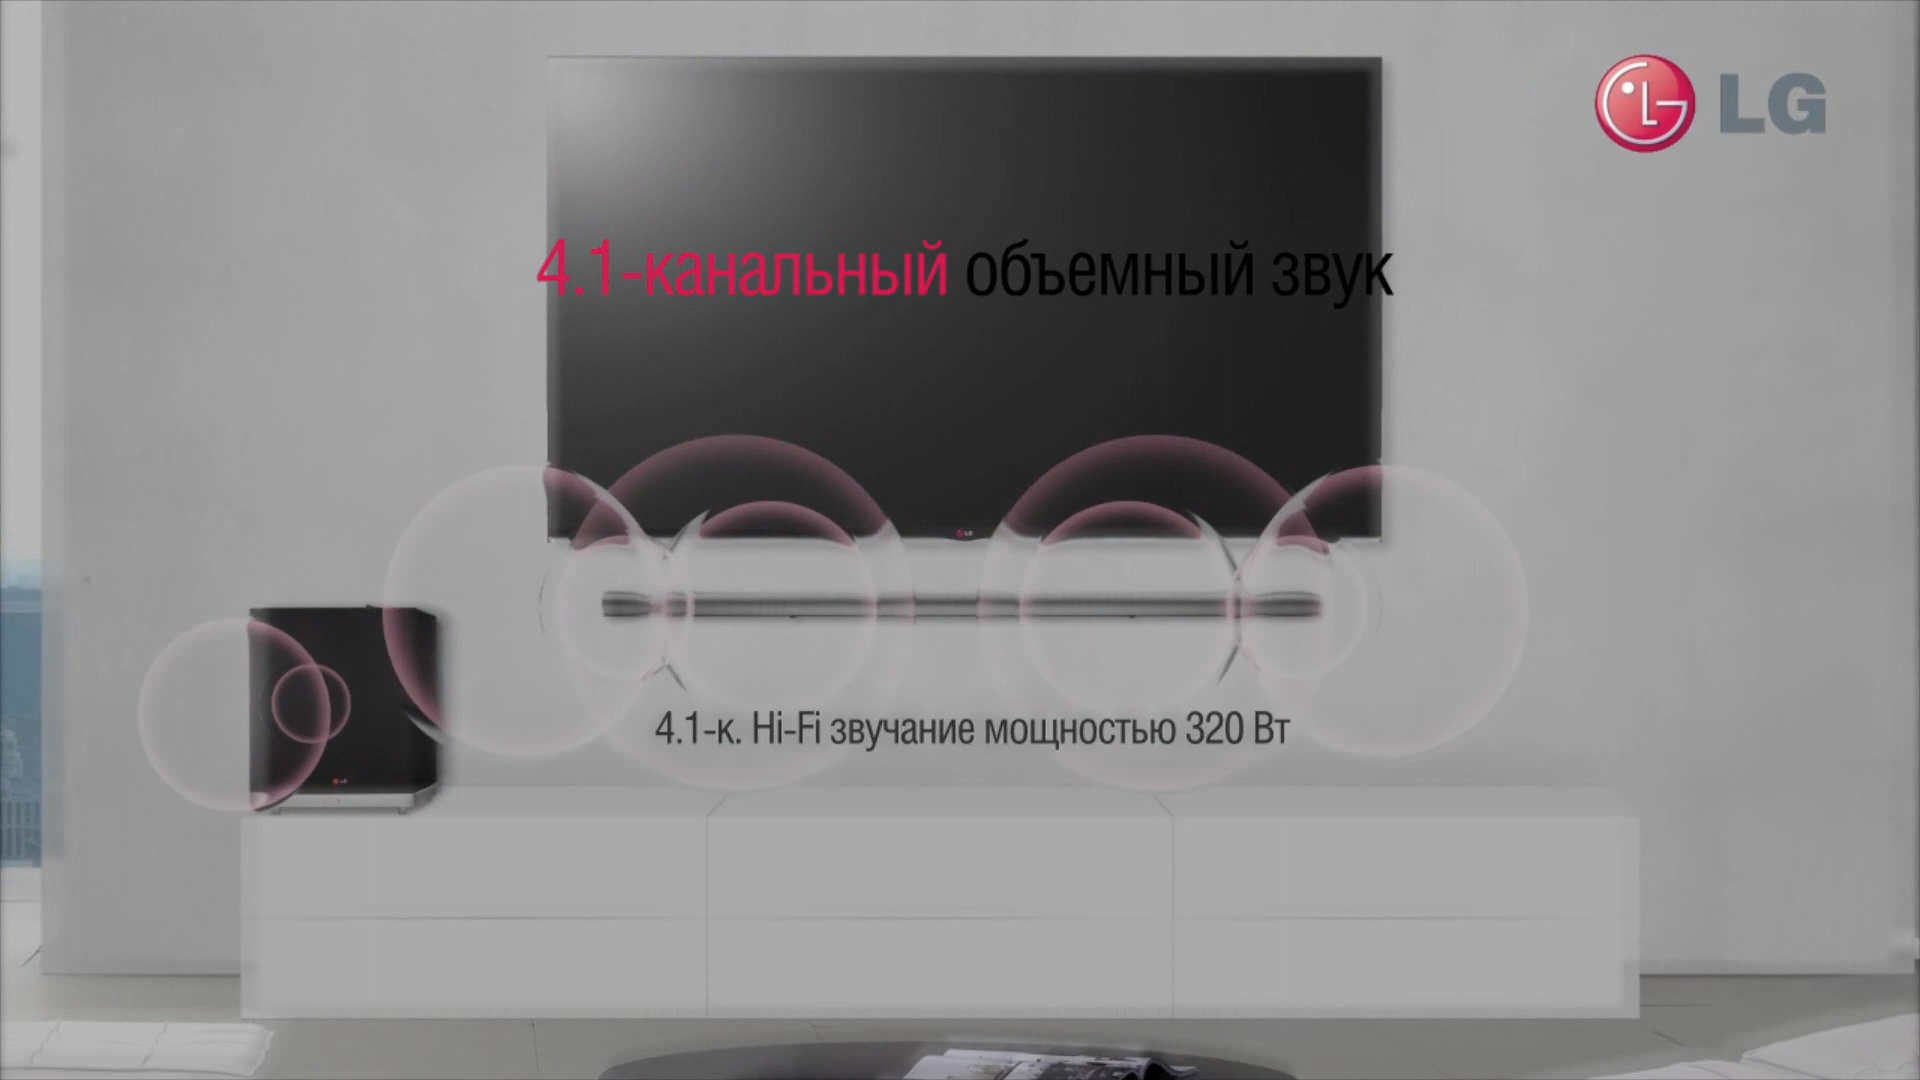 LG
4.1-канальный объемный звук
4.1-к. Hi-Fi звучание мощностью 320 Вт